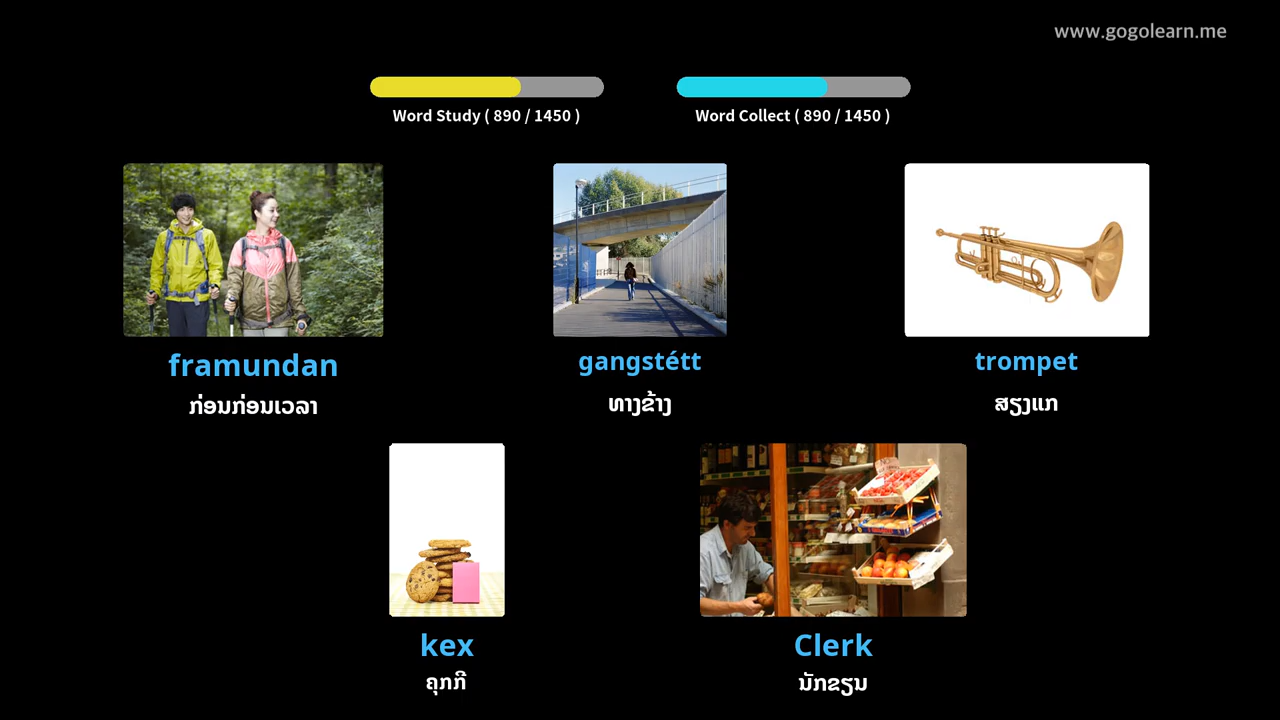 www.gogolearn.me
Word Study ( 890 / 1450 )
Word Collect ( 890 / 1450 )
framundan
ກ່ອນກ່ອນເວລາ
gangstétt
ທາງຂ້າງ
trompet
ສຽງແກ
kex
ຄຸກກີ
Clerk
ນັກຂຽນ